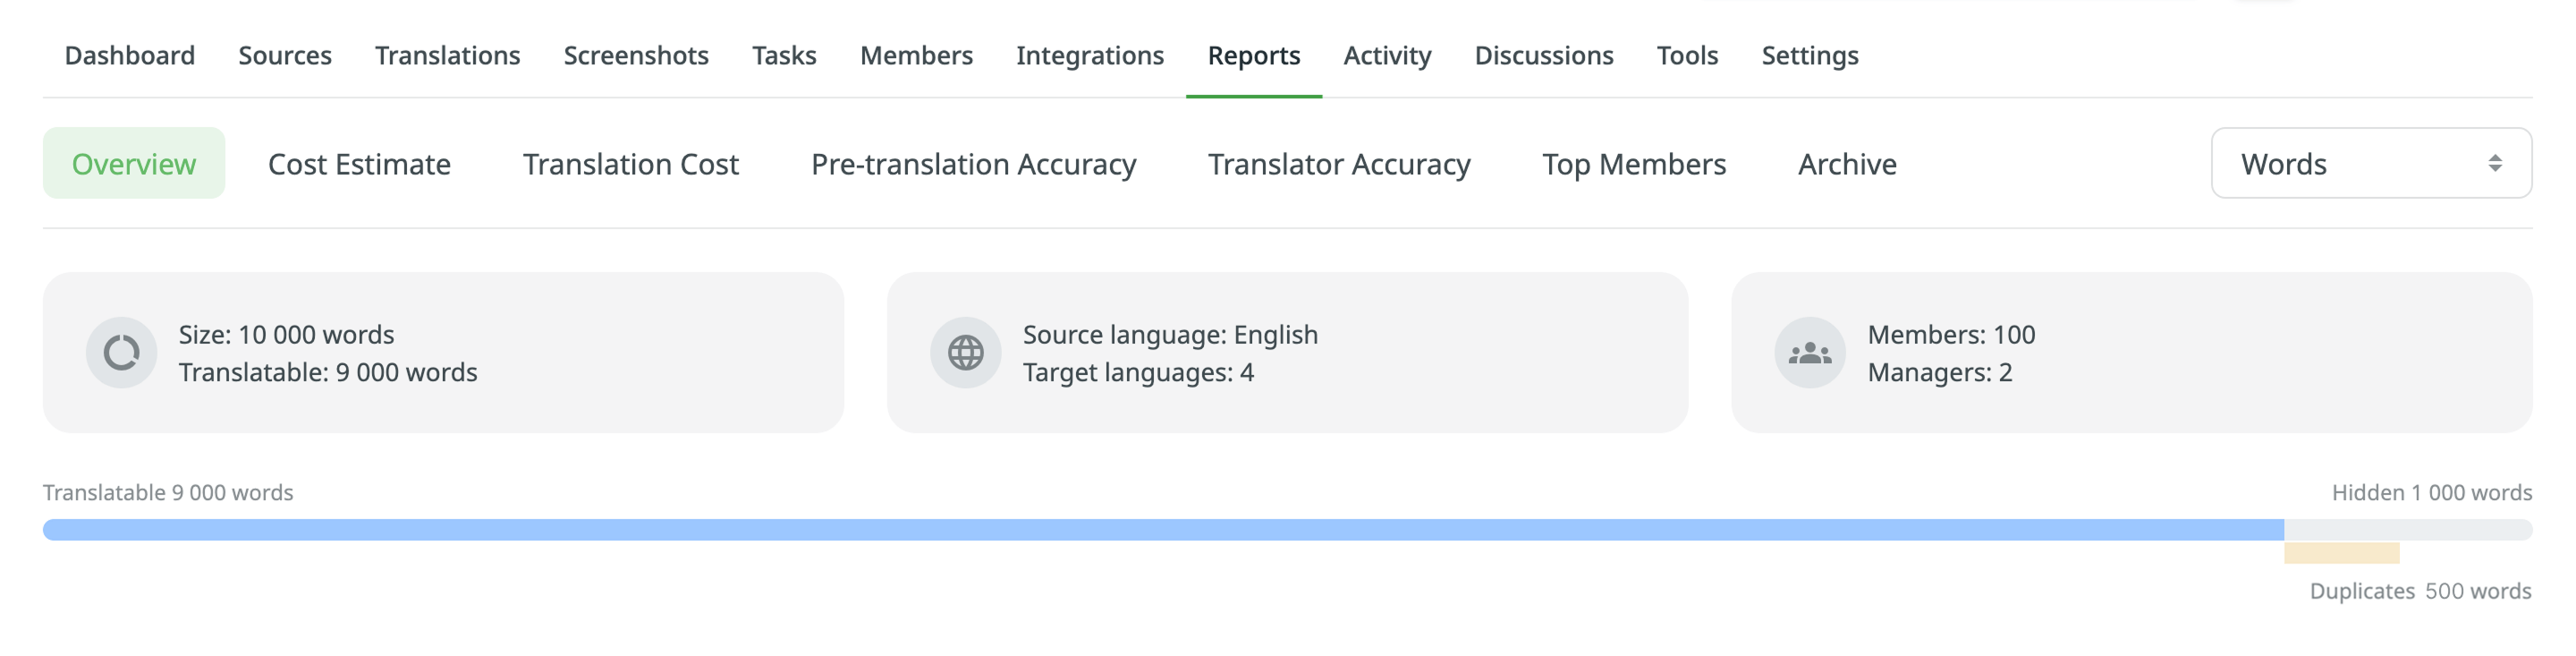 Dashboard Sources Translations Screenshots Tasks Members Integrations Reports Activity Discussions Tools Settings
Overview Cost Estimate Translation Cost Pre-translation Accuracy Translator Accuracy Top Members Archive Words
Size: 10 000 words
Translatable: 9 000 words
Source language: English
Target languages: 4
Members: 100
Managers: 2
Translatable 9 000 words
Hidden 1 000 words
Duplicates 500 words